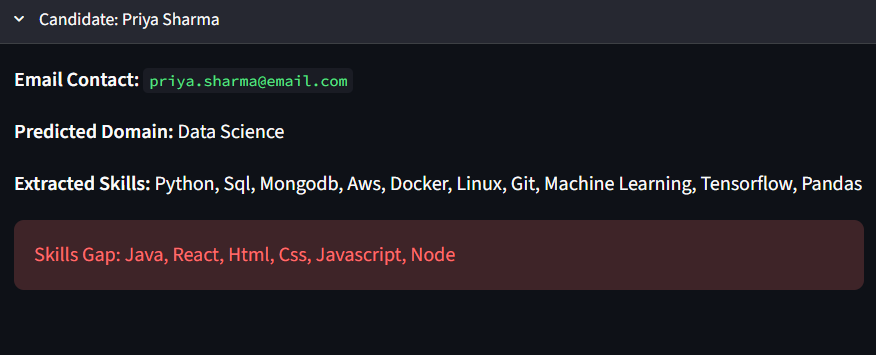 Candidate: Priya Sharma
Email Contact: priya.sharma@email.com
Predicted Domain: Data Science
Extracted Skills: Python, Sql, Mongodb, Aws, Docker, Linux, Git, Machine Learning, Tensorflow, Pandas
Skills Gap: Java, React, Html, Css, Javascript, Node